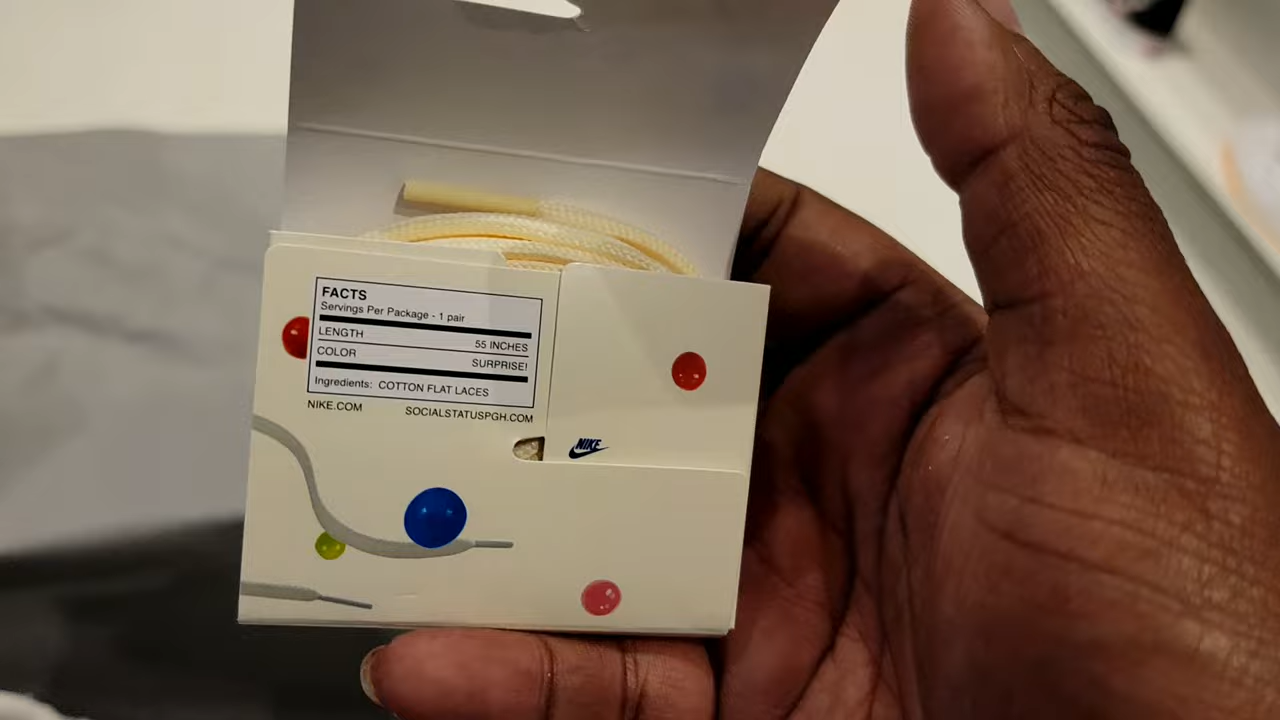 FACTS
Servings Per Package - 1 pair
LENGTH 55 INCHES
COLOR SURPRISE!
Ingredients: COTTON FLAT LACES
NIKE.COM SOCIALSTATUSPGH.COM
NIKE